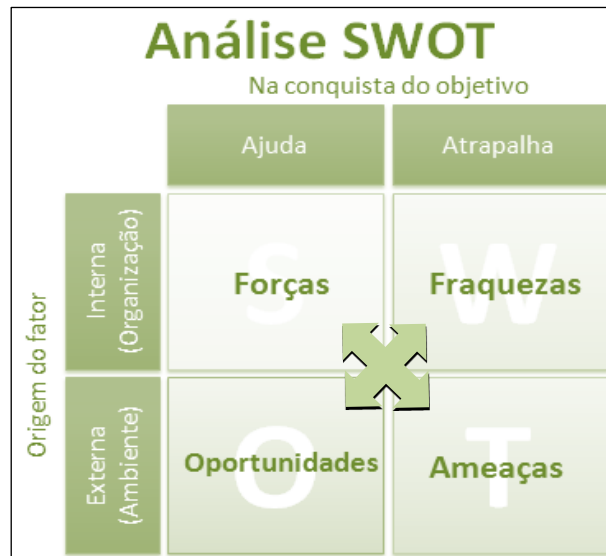 Análise SWOT
Na conquista do objetivo
Ajuda
Atrapalha
Origem do fator
Interna
(Organização)
S
Forças
W
Fraquezas
Externa
(Ambiente)
O
Oportunidades
T
Ameaças